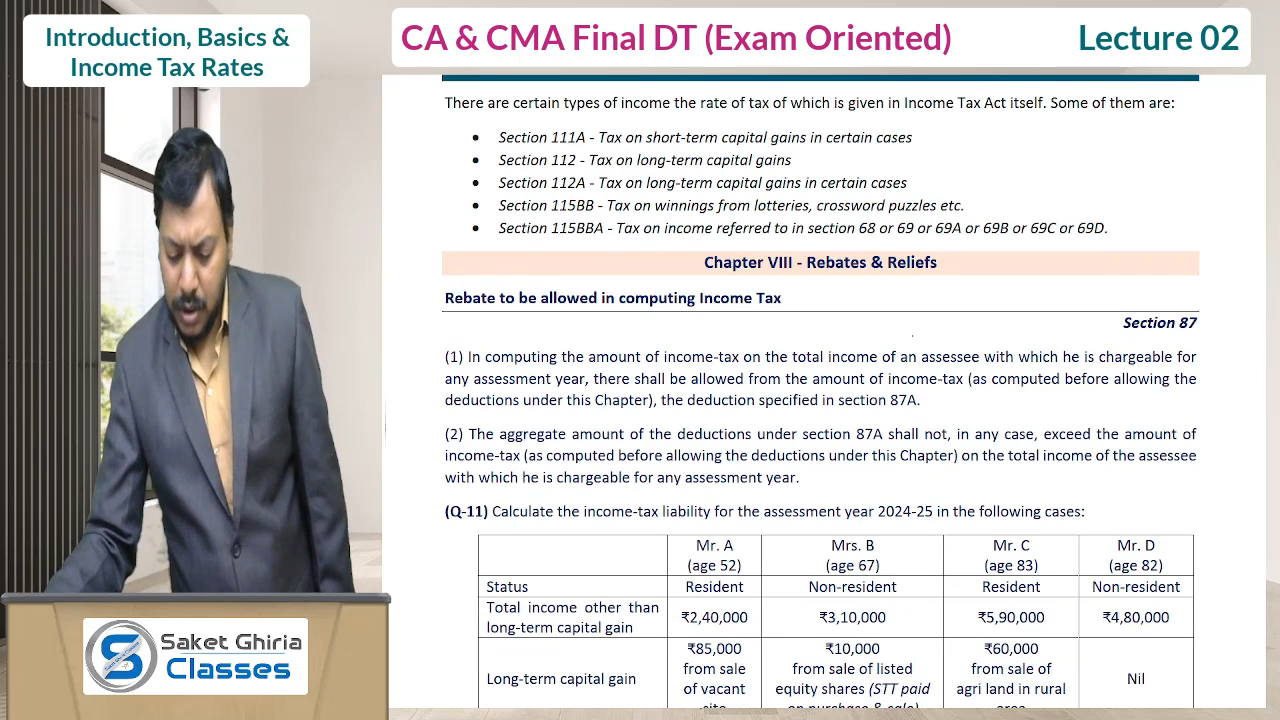 Introduction, Basics &
Income Tax Rates
CA & CMA Final DT (Exam Oriented)
Lecture 02
There are certain types of income the rate of tax of which is given in Income Tax Act itself. Some of them are:
• Section 111A - Tax on short-term capital gains in certain cases
• Section 112 - Tax on long-term capital gains
• Section 112A - Tax on long-term capital gains in certain cases
• Section 115BB - Tax on winnings from lotteries, crossword puzzles etc.
• Section 115BBA - Tax on income referred to in section 68 or 69 or 69A or 69B or 69C or 69D.
Chapter VIII - Rebates & Reliefs
Rebate to be allowed in computing Income Tax
Section 87
(1) In computing the amount of income-tax on the total income of an assessee with which he is chargeable for
any assessment year, there shall be allowed from the amount of income-tax (as computed before allowing the
deductions under this Chapter), the deduction specified in section 87A.
(2) The aggregate amount of the deductions under section 87A shall not, in any case, exceed the amount of
income-tax (as computed before allowing the deductions under this Chapter) on the total income of the assessee
with which he is chargeable for any assessment year.
(Q-11) Calculate the income-tax liability for the assessment year 2024-25 in the following cases:
Mr. A Mrs. B Mr. C Mr. D
(age 52) (age 67) (age 83) (age 82)
Status Resident Non-resident Resident Non-resident
Total income other than
long-term capital gain ₹2,40,000 ₹3,10,000 ₹5,90,000 ₹4,80,000
₹85,000 ₹10,000 ₹60,000
from sale from sale of listed from sale of
Long-term capital gain of vacant equity shares (STT paid agri land in rural Nil
site on purchase & sale) area
Saket Ghiria
Classes